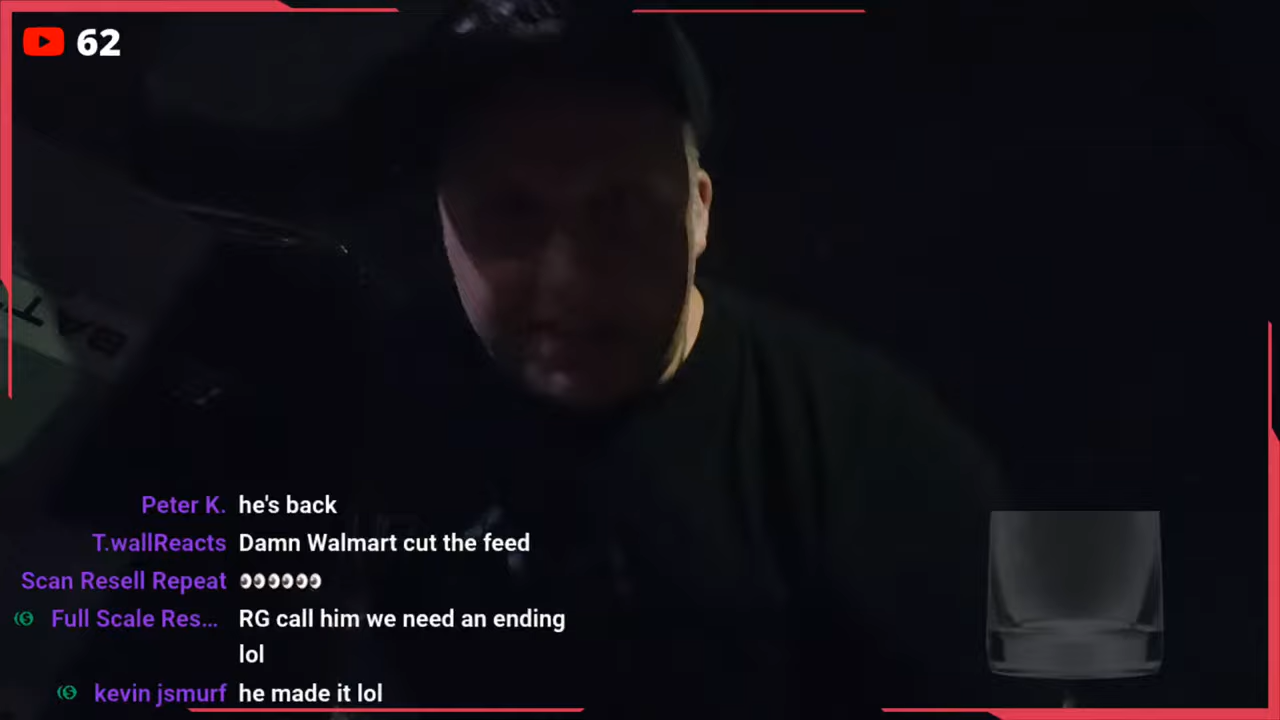 62
Peter K. he's back
T.wallReacts Damn Walmart cut the feed
Scan Resell Repeat 👀👀👀
Full Scale Res... RG call him we need an ending
lol
kevin jsmurf he made it lol
BAT